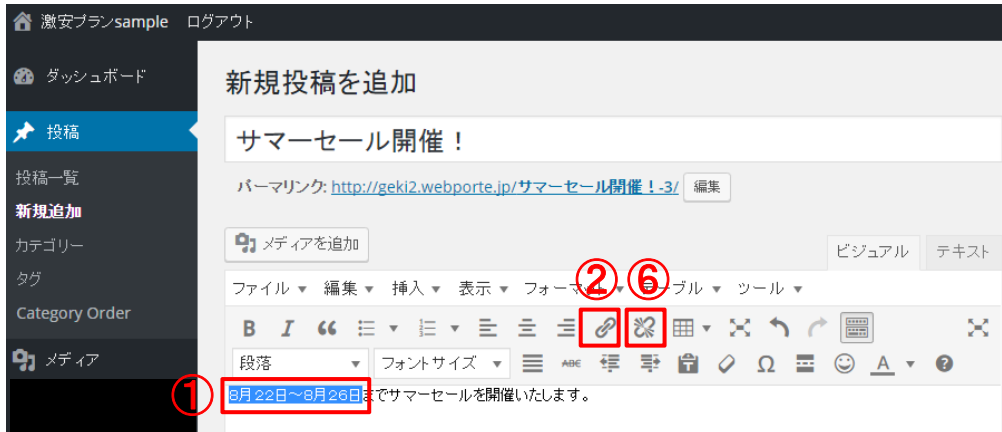 激安プランsample ログアウト
ダッシュボード
新規投稿を追加
投稿
サマーセール開催！
投稿一覧
パーマリンク: http://geki2.webporte.jp/サマーセール開催！-3/ 編集
新規追加
カテゴリー
メディアを追加
ビジュアル テキスト
タグ
② ⑥
ファイル 編集 挿入 表示 フォーマット テーブル ツール
Category Order
B I
メディア
段落 フォントサイズ ABC Ω A
① 8月22日～8月26日までサマーセールを開催いたします。